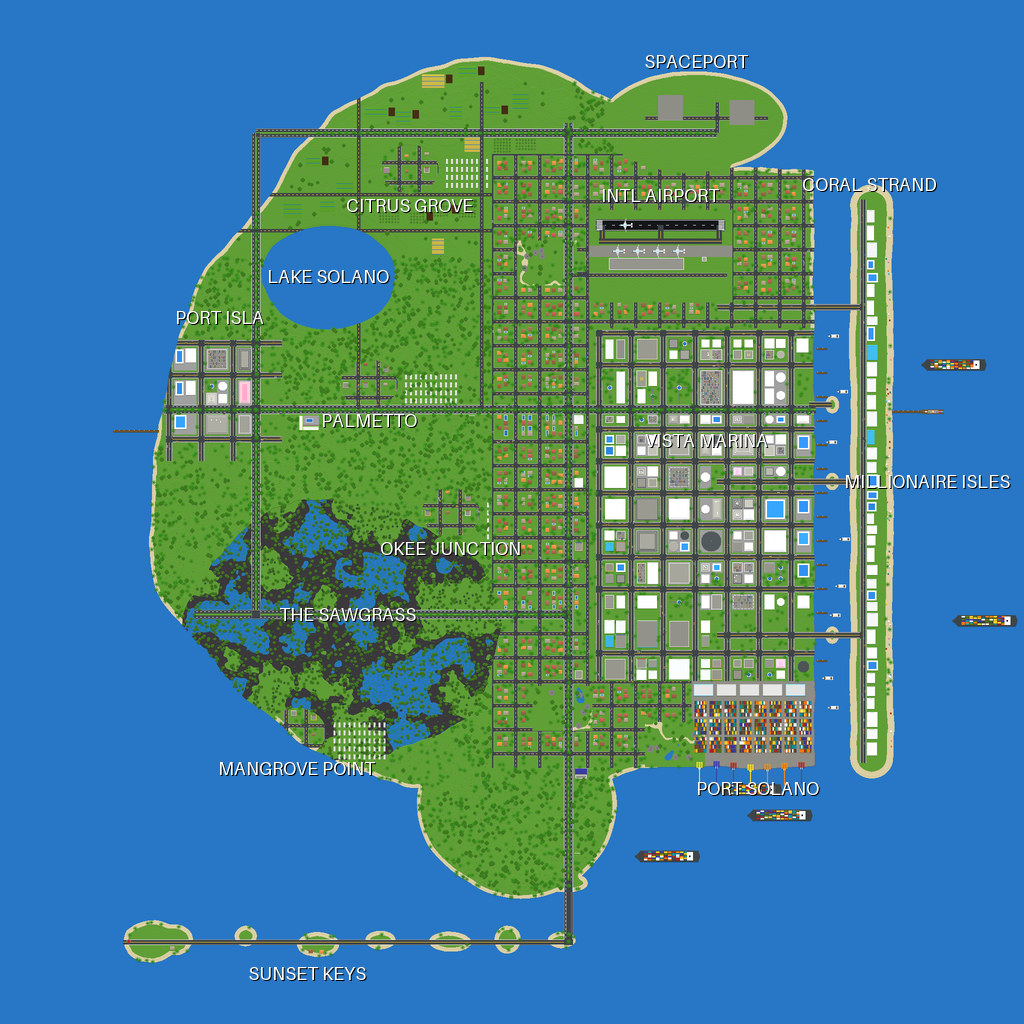 SPACEPORT
CORAL STRAND
INTL AIRPORT
CITRUS GROVE
LAKE SOLANO
PORT ISLA
PALMETTO
VISTA MARINA
MILLIONAIRE ISLES
OKEE JUNCTION
THE SAWGRASS
MANGROVE POINT
PORT SOLANO
SUNSET KEYS